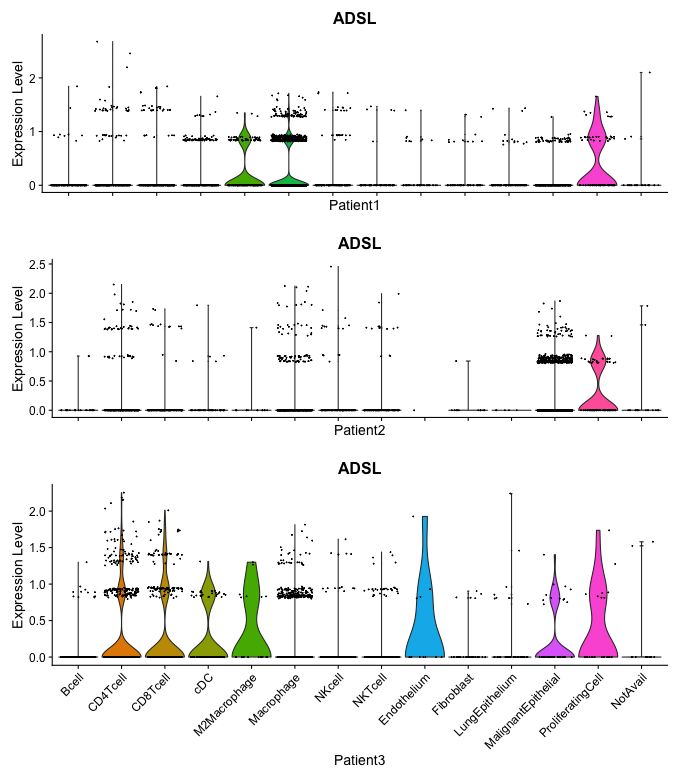 ADSL
Expression Level
2
1
0
Patient1
ADSL
Expression Level
2.5
2.0
1.5
1.0
0.5
0.0
Patient2
ADSL
Expression Level
2.0
1.5
1.0
0.5
0.0
Bcell
CD4Tcell
CD8Tcell
cDC
M2Macrophage
Macrophage
NKcell
NKTcell
Endothelium
Fibroblast
LungEpithelium
MalignantEpithelial
ProliferatingCell
NotAvail
Patient3